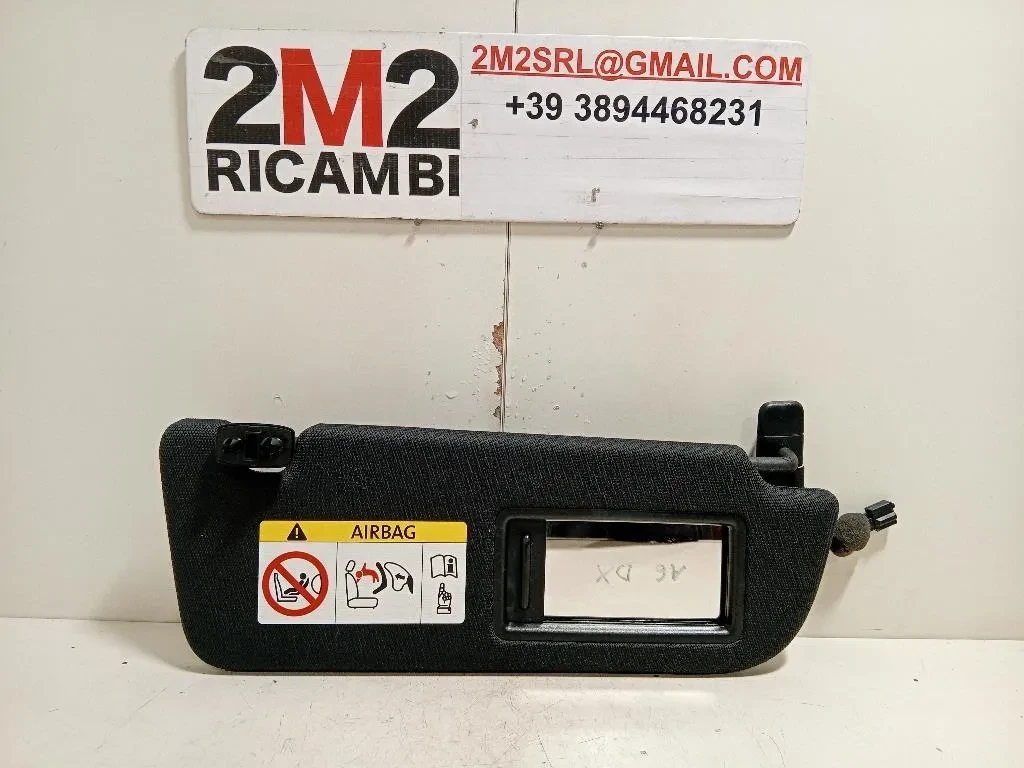 2M2
RICAMBI
2M2SRL@GMAIL.COM
+39 3894468231
AIRBAG
A6 DX